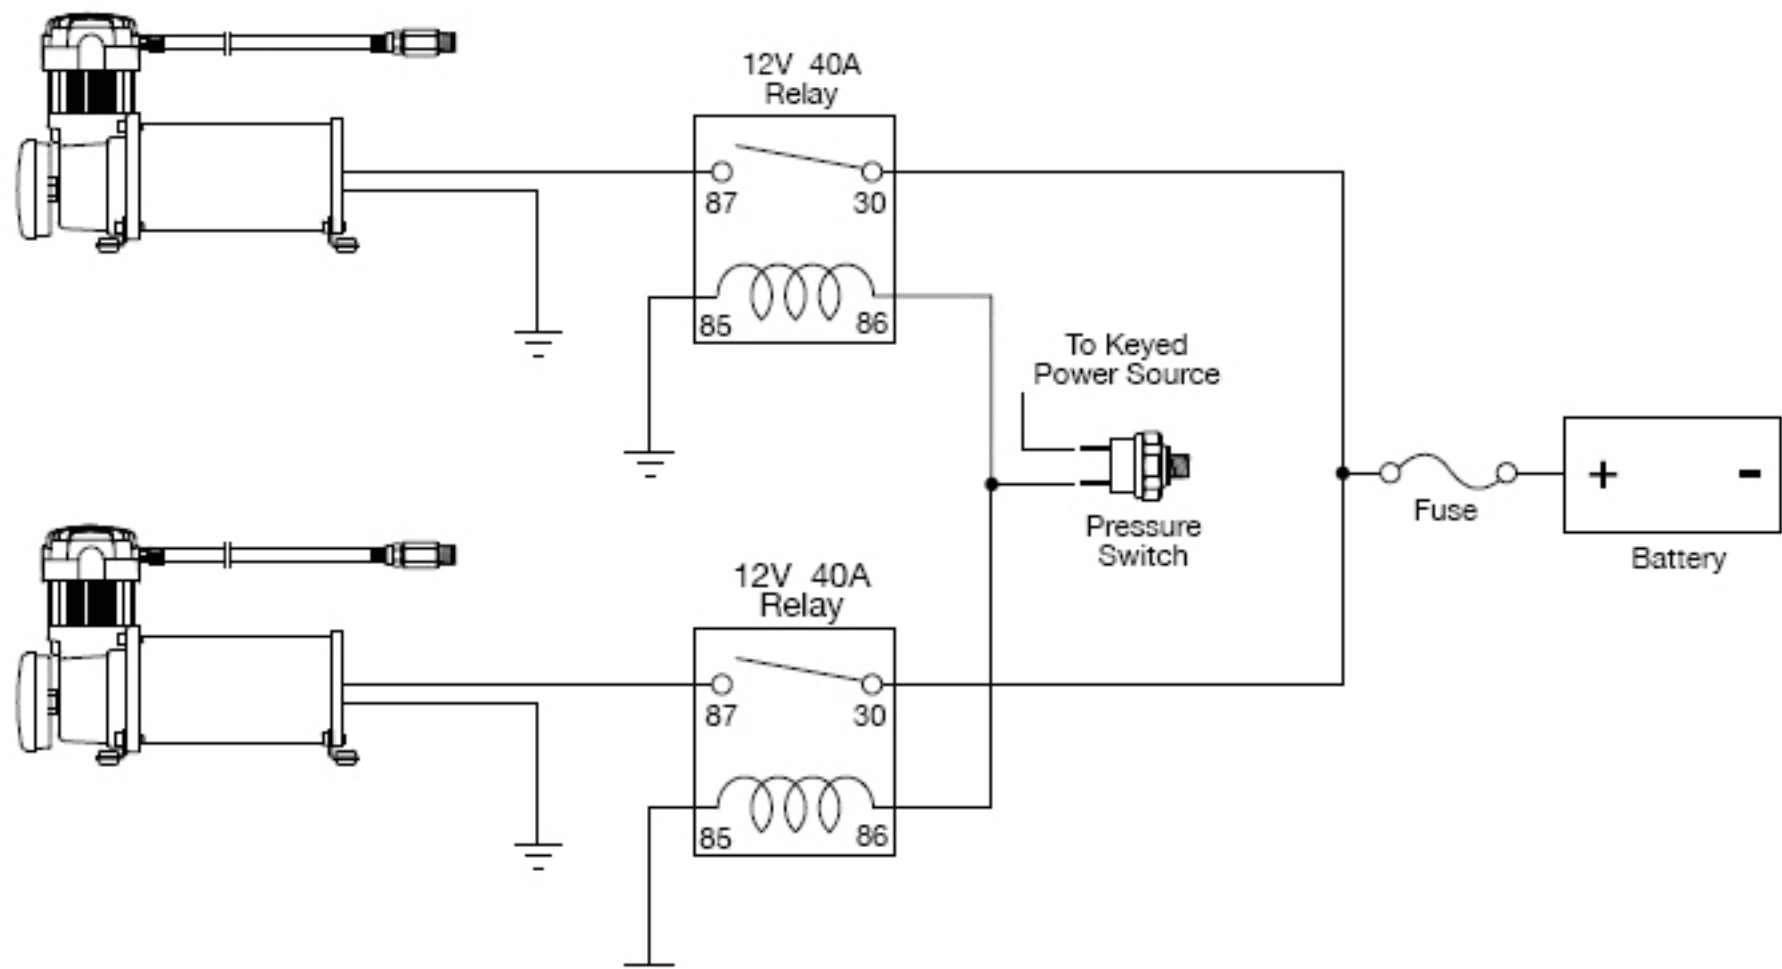 12V 40A
Relay
87
30
85
86
To Keyed
Power Source
Pressure
Switch
Fuse
+
-
Battery
12V 40A
Relay
87
30
85
86